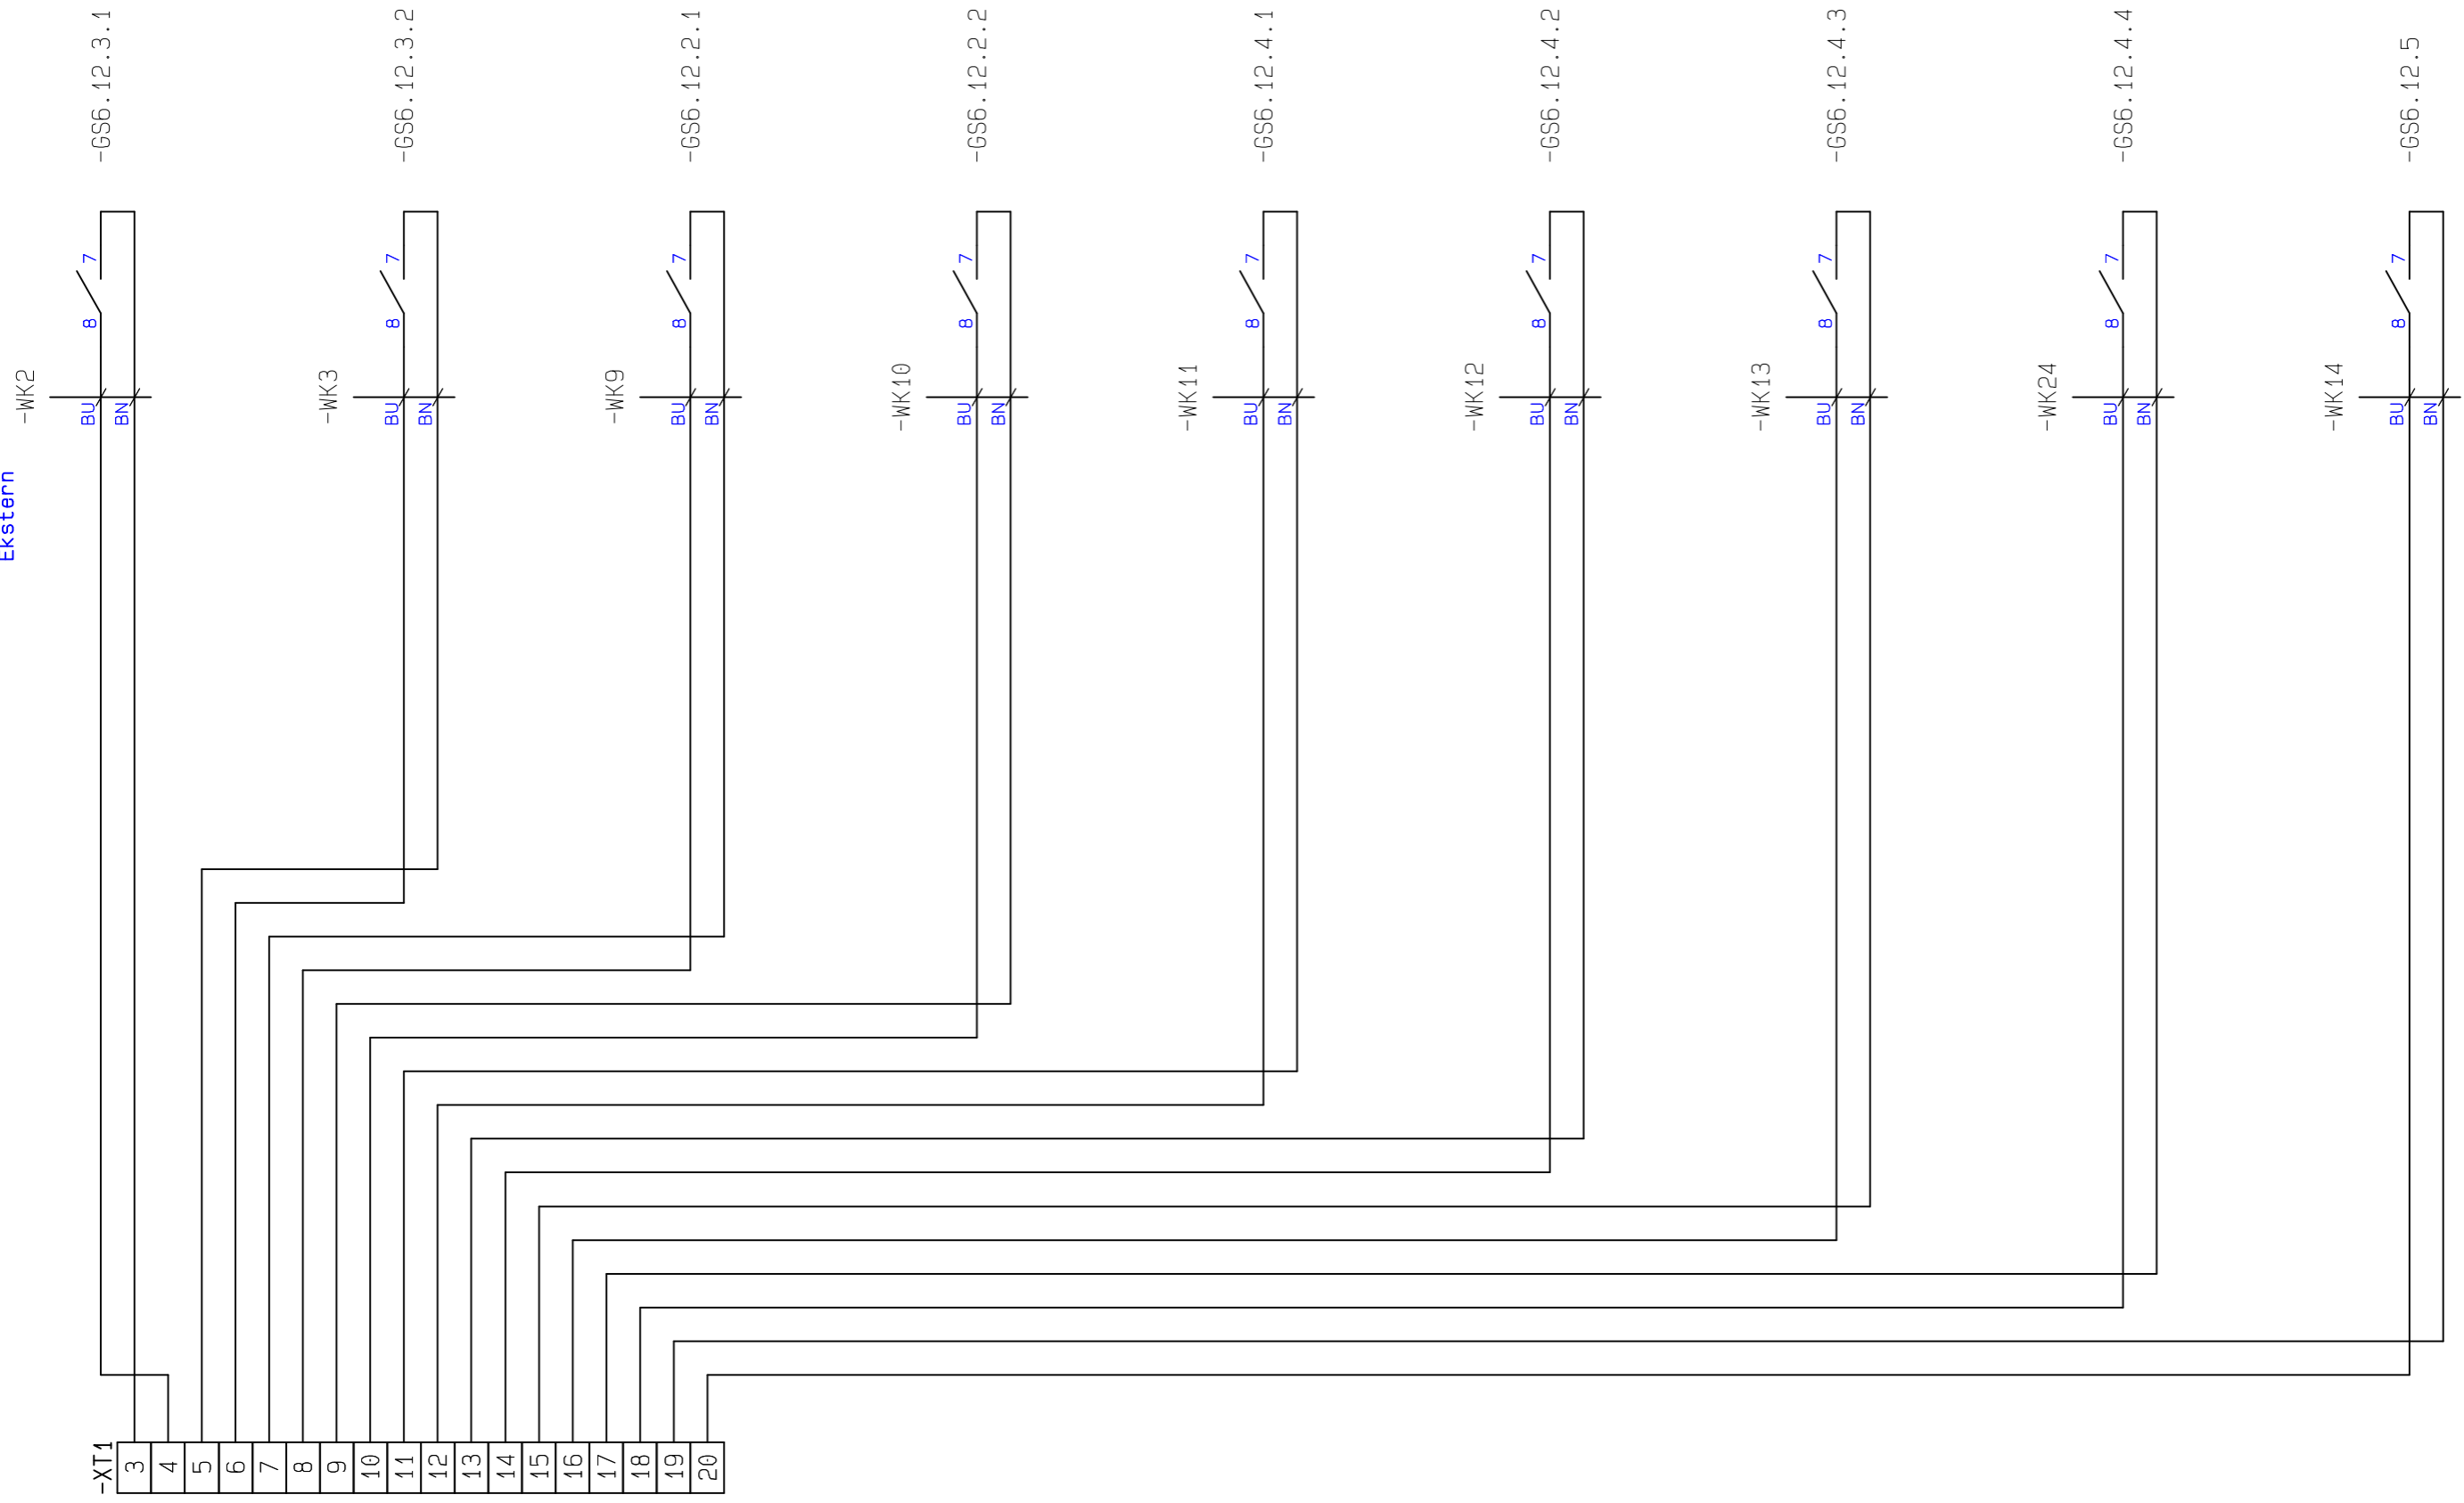 -GS6.12.3.1
-GS6.12.3.2
-GS6.12.2.1
-GS6.12.2.2
-GS6.12.4.1
-GS6.12.4.2
-GS6.12.4.3
-GS6.12.4.4
-GS6.12.5
7
7
7
7
7
7
7
7
7
8
8
8
8
8
8
8
8
8
-WK2
-WK3
-WK9
-WK10
-WK11
-WK12
-WK13
-WK24
-WK14
BU
BN
BU
BN
BU
BN
BU
BN
BU
BN
BU
BN
BU
BN
BU
BN
BU
BN
Ekstern
-XT1
3
4
5
6
7
8
9
10
11
12
13
14
15
16
17
18
19
20